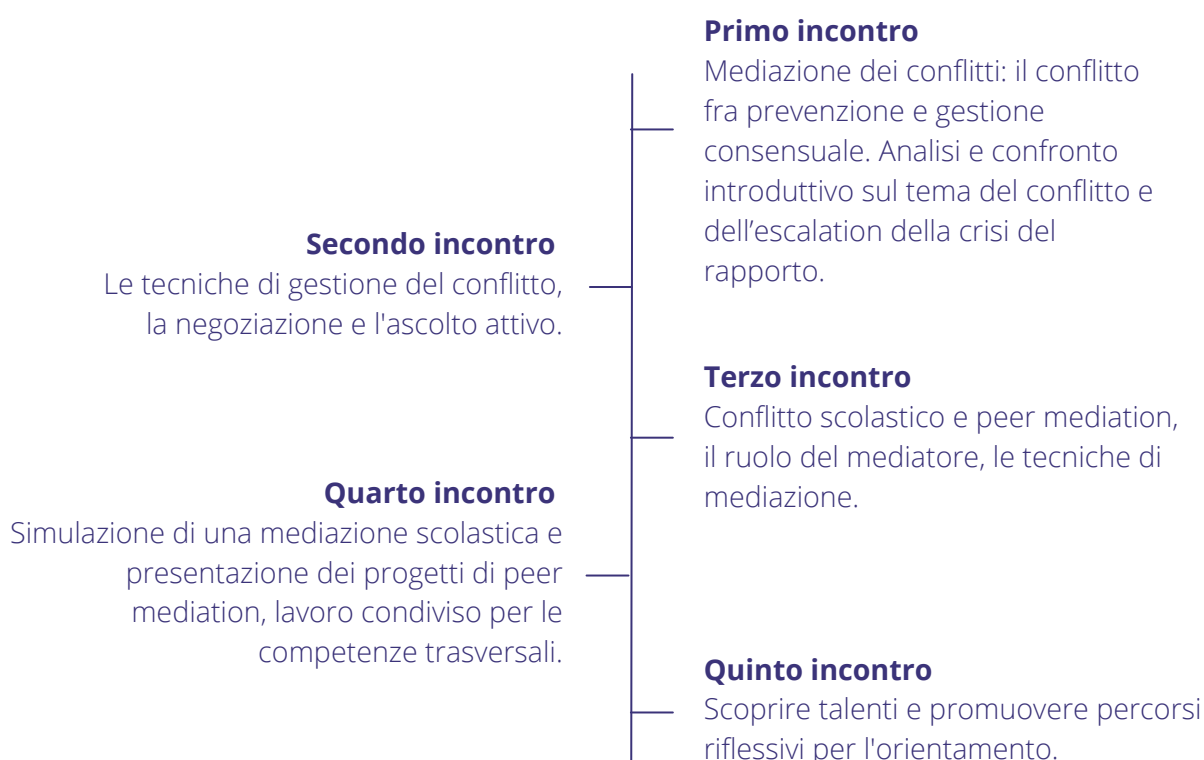 Primo incontro
Mediazione dei conflitti: il conflitto
fra prevenzione e gestione
consensuale. Analisi e confronto
introduttivo sul tema del conflitto e
dell’escalation della crisi del
rapporto.
Secondo incontro
Le tecniche di gestione del conflitto,
la negoziazione e l'ascolto attivo.
Terzo incontro
Conflitto scolastico e peer mediation,
il ruolo del mediatore, le tecniche di
mediazione.
Quarto incontro
Simulazione di una mediazione scolastica e
presentazione dei progetti di peer
mediation, lavoro condiviso per le
competenze trasversali.
Quinto incontro
Scoprire talenti e promuovere percorsi
riflessivi per l'orientamento.